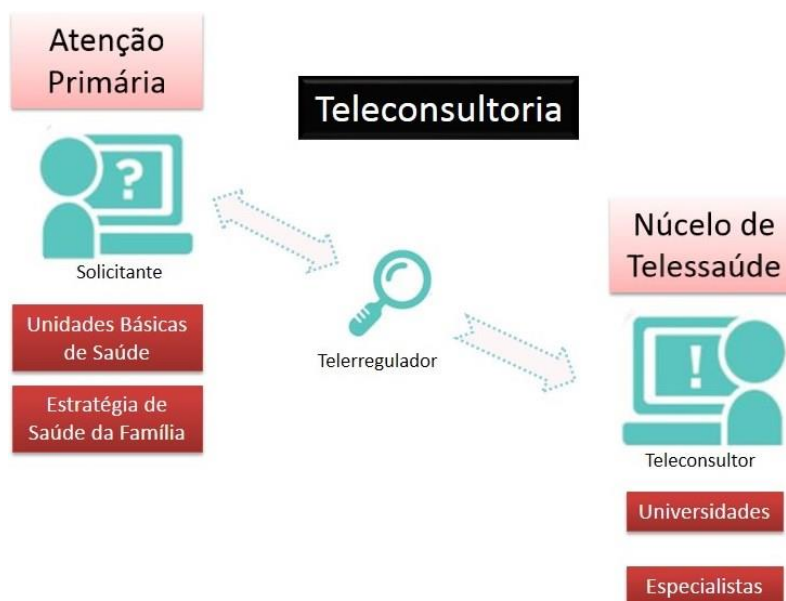 Atenção
Primária
Teleconsultoria
?
Solicitante
Unidades Básicas
de Saúde
Estratégia de
Saúde da Família
Telerregulador
Núcelo de
Telessaúde
!
Teleconsultor
Universidades
Especialistas